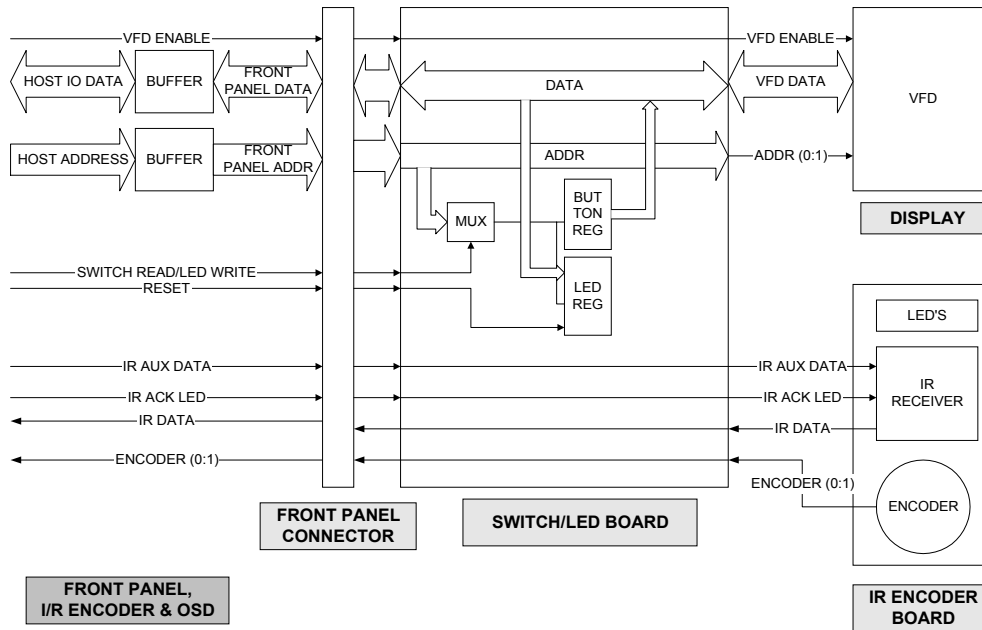 VFD ENABLE
VFD ENABLE
HOST IO DATA
BUFFER
FRONT
PANEL DATA
DATA
VFD DATA
VFD
HOST ADDRESS
BUFFER
FRONT
PANEL ADDR
ADDR
ADDR (0:1)
MUX
BUT
TON
REG
DISPLAY
SWITCH READ/LED WRITE
RESET
LED
REG
LED'S
IR AUX DATA
IR AUX DATA
IR ACK LED
IR ACK LED
IR
RECEIVER
IR DATA
IR DATA
ENCODER (0:1)
ENCODER (0:1)
ENCODER
FRONT PANEL
CONNECTOR
SWITCH/LED BOARD
FRONT PANEL,
I/R ENCODER & OSD
IR ENCODER
BOARD